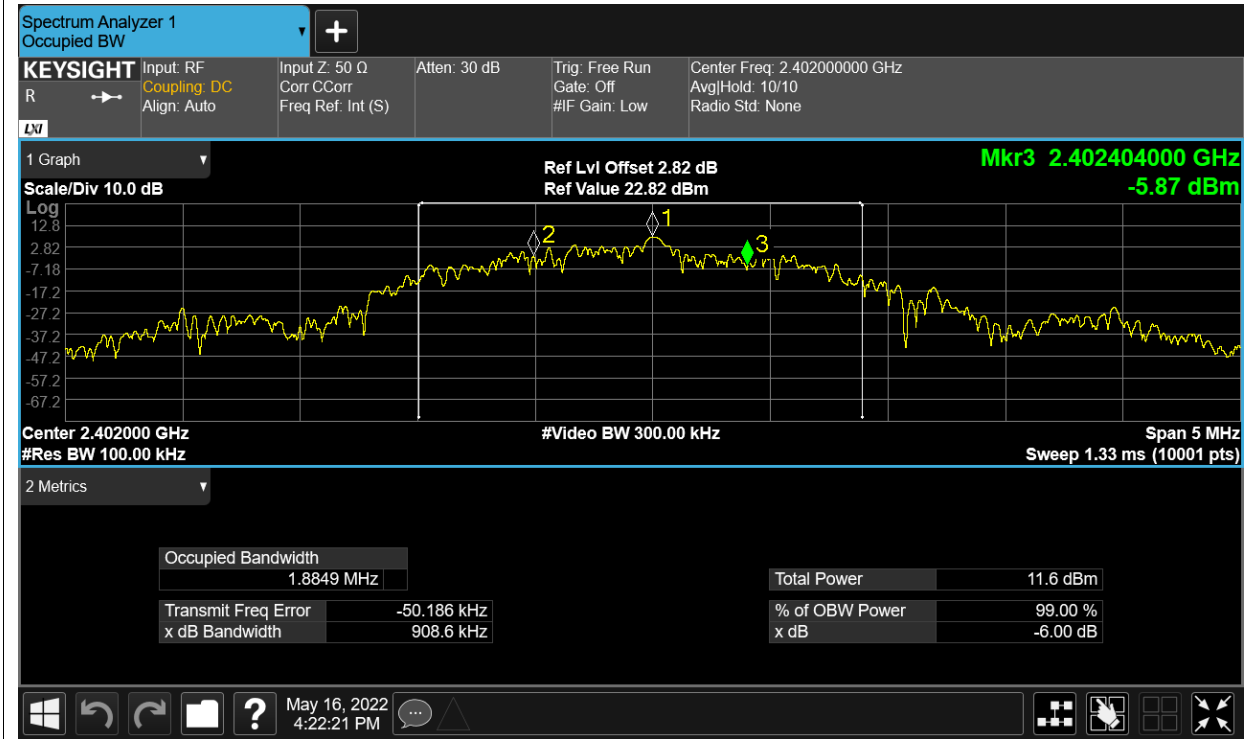 Spectrum Analyzer 1
Occupied BW
KEYSIGHT
R
LXI
Input: RF
Coupling: DC
Align: Auto
Input Z: 50 Ω
Corr CCorr
Freq Ref: Int (S)
Atten: 30 dB
Trig: Free Run
Gate: Off
#IF Gain: Low
Center Freq: 2.402000000 GHz
Avg|Hold: 10/10
Radio Std: None
1 Graph
Scale/Div 10.0 dB
Ref Lvl Offset 2.82 dB
Ref Value 22.82 dBm
Mkr3 2.402404000 GHz
-5.87 dBm
Log
12.8
2.82
-7.18
-17.2
-27.2
-37.2
-47.2
-57.2
-67.2
2
1
3
Center 2.402000 GHz
#Res BW 100.00 kHz
#Video BW 300.00 kHz
Span 5 MHz
Sweep 1.33 ms (10001 pts)
2 Metrics
Occupied Bandwidth
1.8849 MHz
Transmit Freq Error -50.186 kHz
x dB Bandwidth 908.6 kHz
Total Power 11.6 dBm
% of OBW Power 99.00 %
x dB -6.00 dB
May 16, 2022
4:22:21 PM